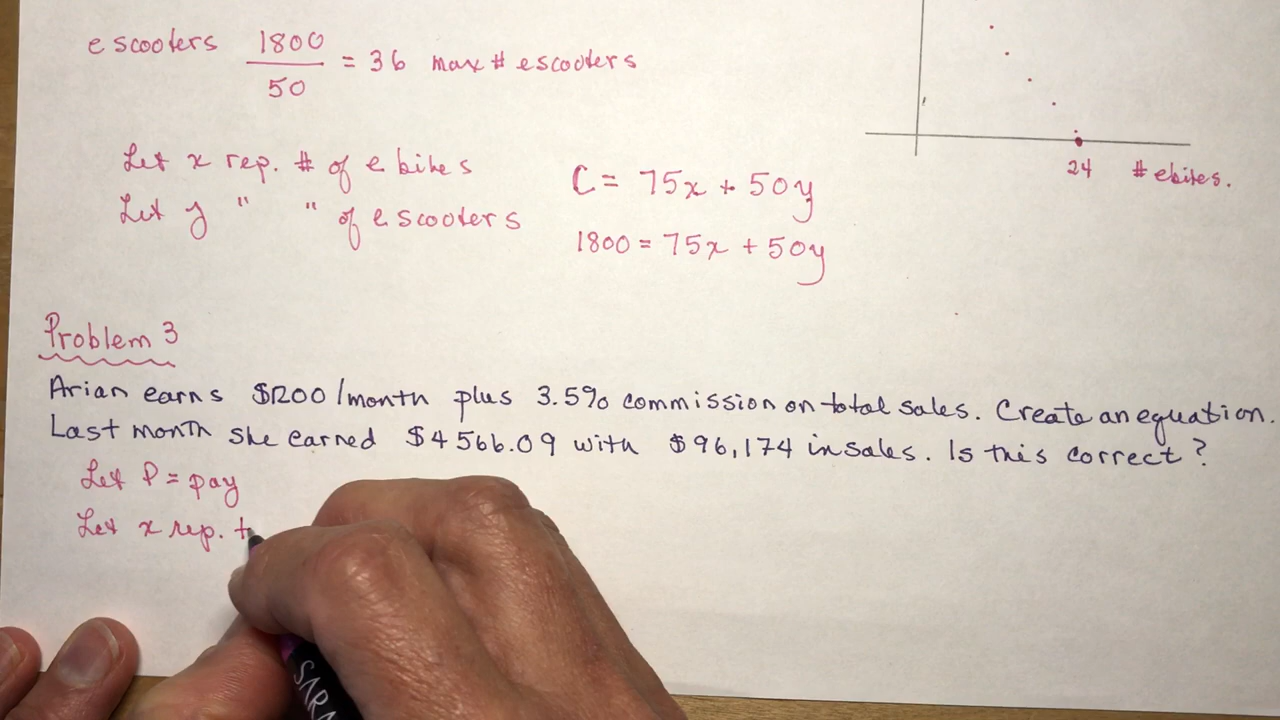 e scooters 1800
50 = 36 max # escooters
24 # ebikes.
Let x rep. # of e bikes
Let y " " of e scooters
C = 75x + 50y
1800 = 75x + 50y
Problem 3
Arian earns $1200/month plus 3.5% commission on total sales. Create an equation.
Last month she earned $4566.09 with $96,174 in sales. Is this correct?
Let P = pay
Let x rep. t
SARA